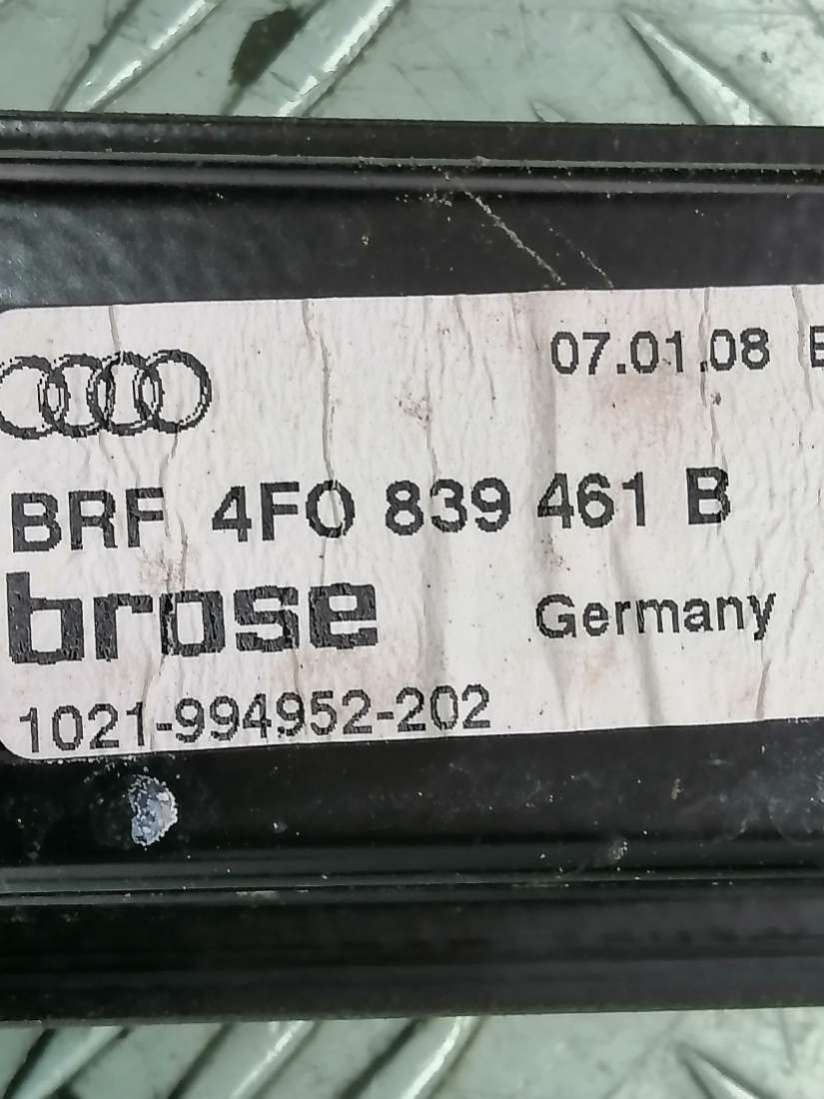 07.01.08
BRF 4F0 839 461 B
brose Germany
1021-994952-202